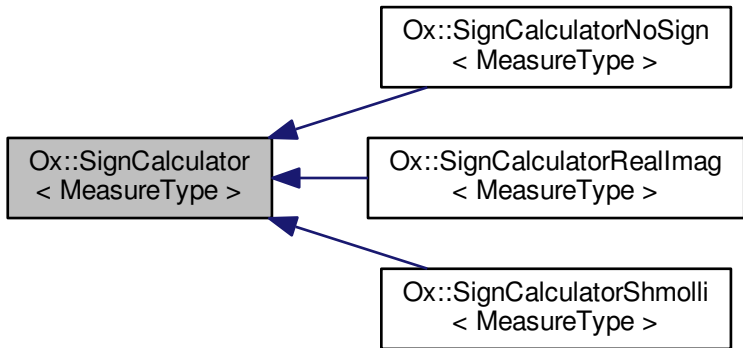 Ox::SignCalculatorNoSign
< MeasureType >
Ox::SignCalculator
< MeasureType >
Ox::SignCalculatorRealImag
< MeasureType >
Ox::SignCalculatorShmolli
< MeasureType >